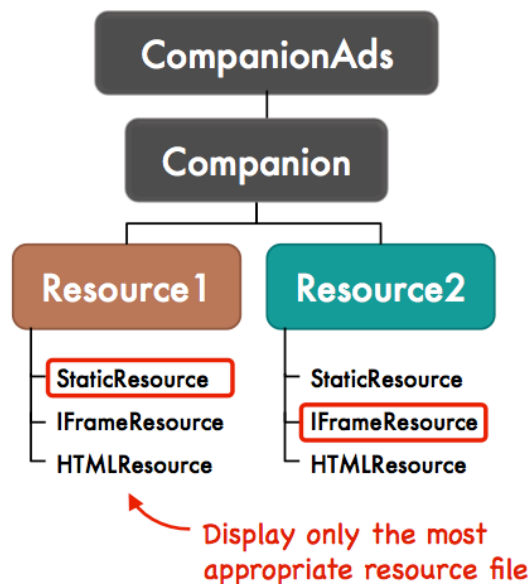 CompanionAds
Companion
Resource1
Resource2
StaticResource
IFrameResource
HTMLResource
StaticResource
IFrameResource
HTMLResource
Display only the most
appropriate resource file